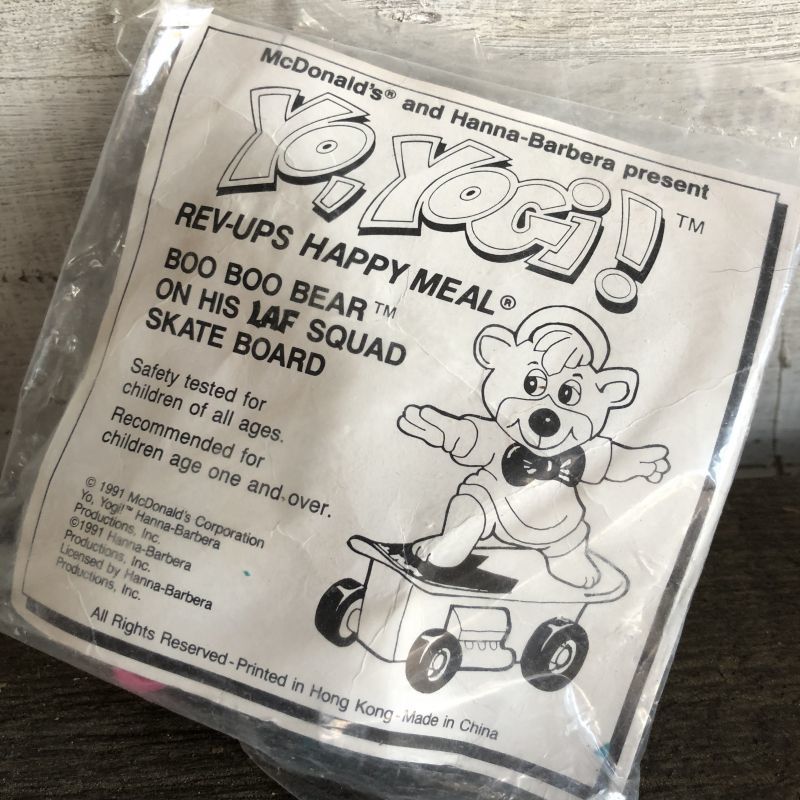 McDonald's® and Hanna-Barbera present
Yo, Yogi! ™
REV-UPS HAPPY MEAL®
BOO BOO BEAR™
ON HIS LAF SQUAD
SKATE BOARD
Safety tested for
children of all ages.
Recommended for
children age one and over.
© 1991 McDonald's Corporation
Yo, Yogi!™ Hanna-Barbera
Productions, Inc.
©1991 Hanna-Barbera
Productions, Inc.
Licensed by Hanna-Barbera
Productions, Inc.
All Rights Reserved-Printed in Hong Kong-Made in China